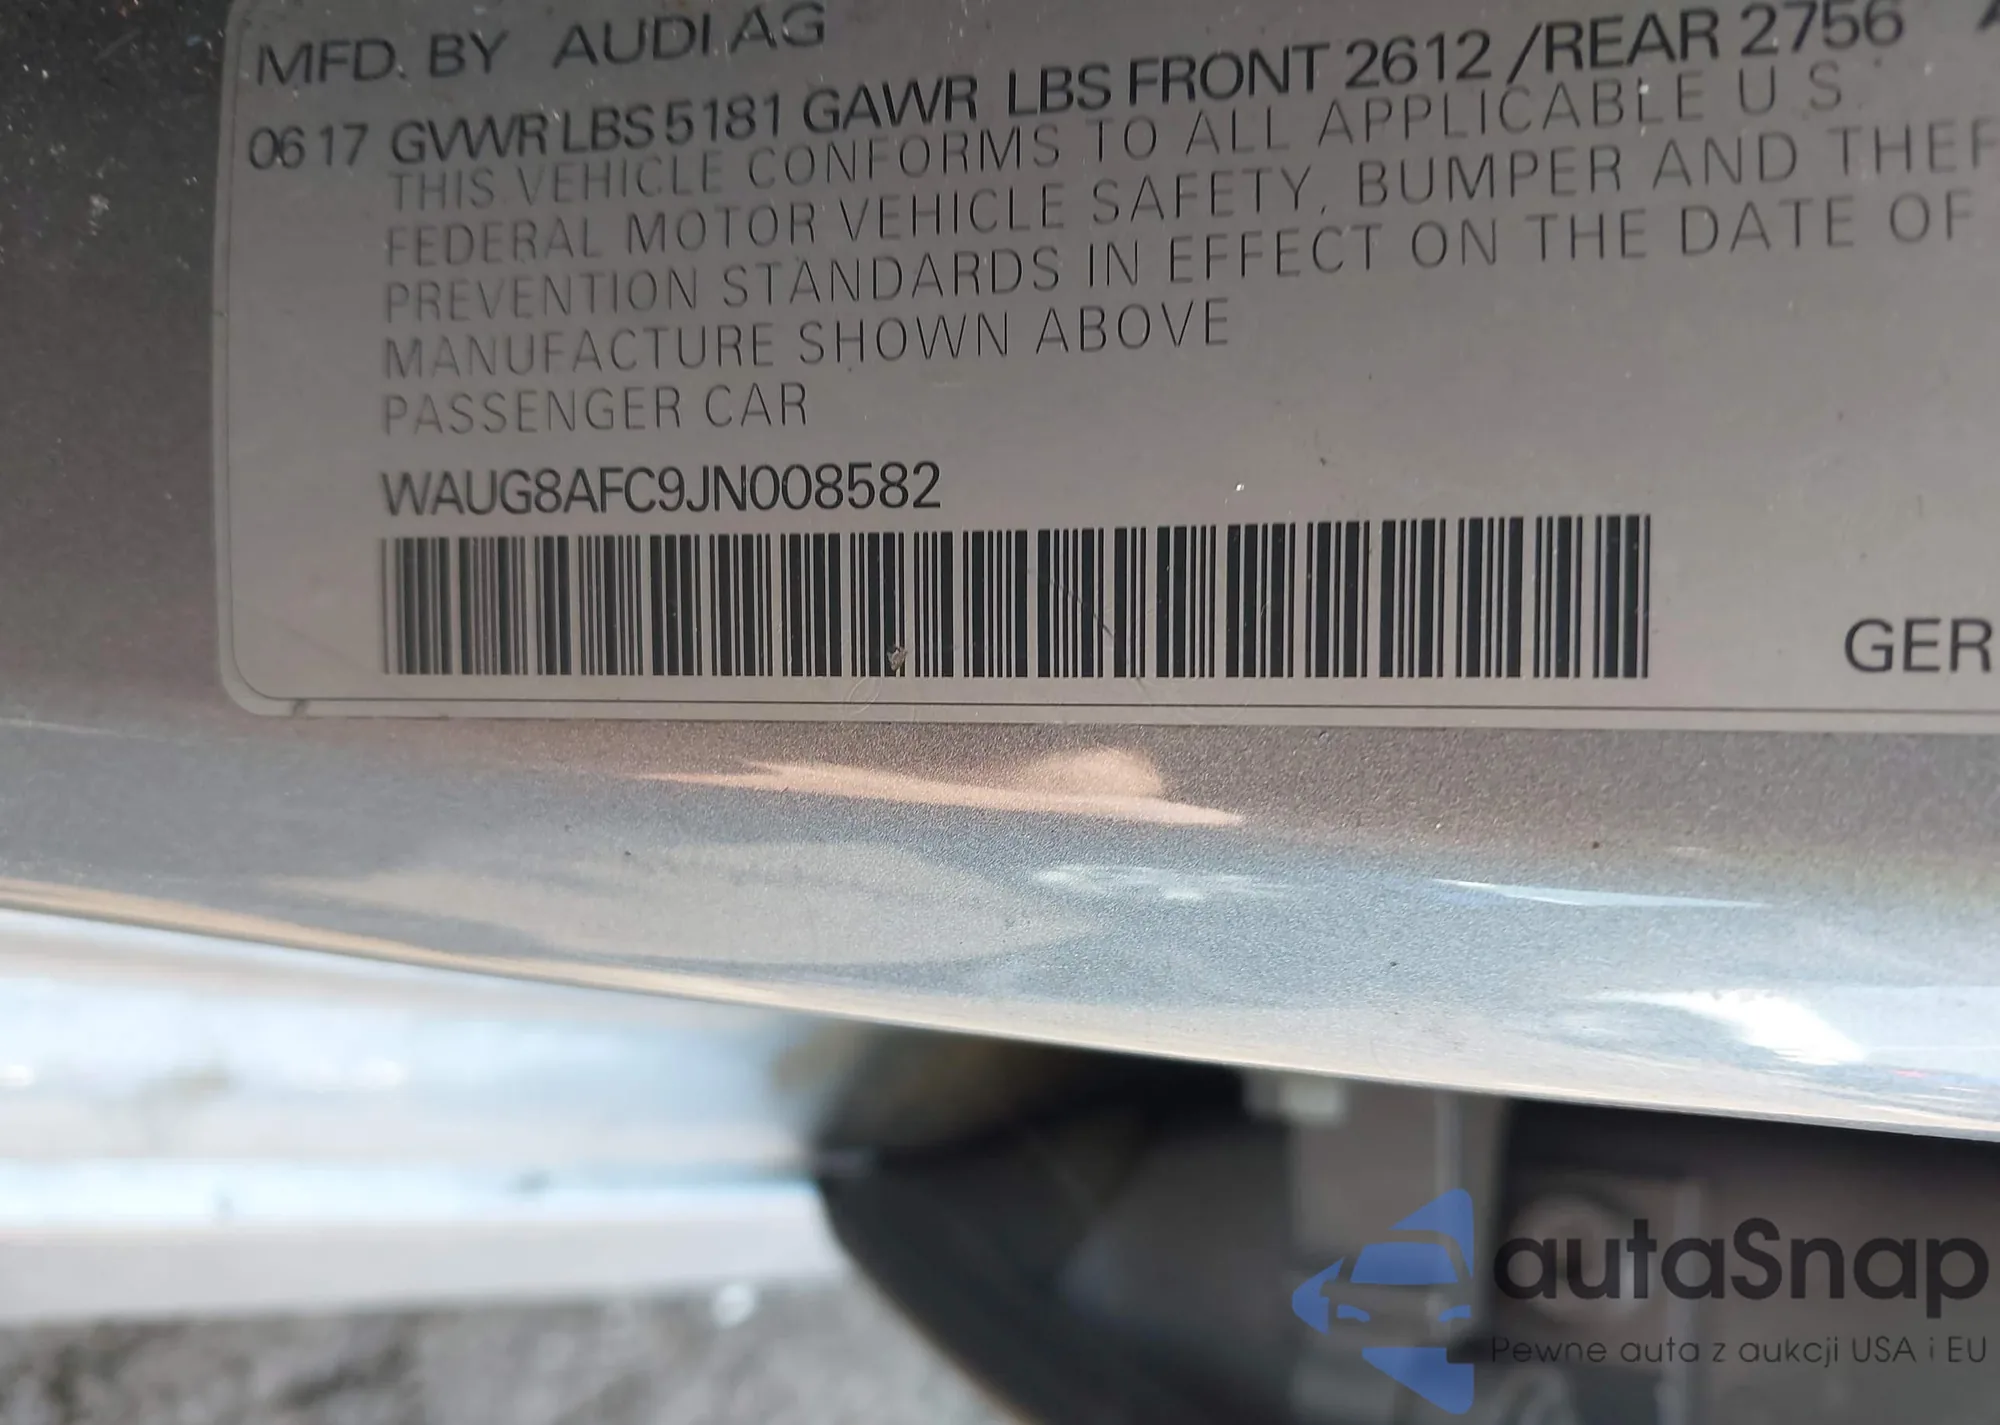 MFD. BY AUDI AG
06 17 GVWR LBS 5181 GAWR LBS FRONT 2612 /REAR 2756
THIS VEHICLE CONFORMS TO ALL APPLICABLE U.S.
FEDERAL MOTOR VEHICLE SAFETY, BUMPER AND THEF
PREVENTION STANDARDS IN EFFECT ON THE DATE OF
MANUFACTURE SHOWN ABOVE
PASSENGER CAR
WAUG8AFC9JN008582
GER
autaSnap
Pewne auta z aukcji USA i EU